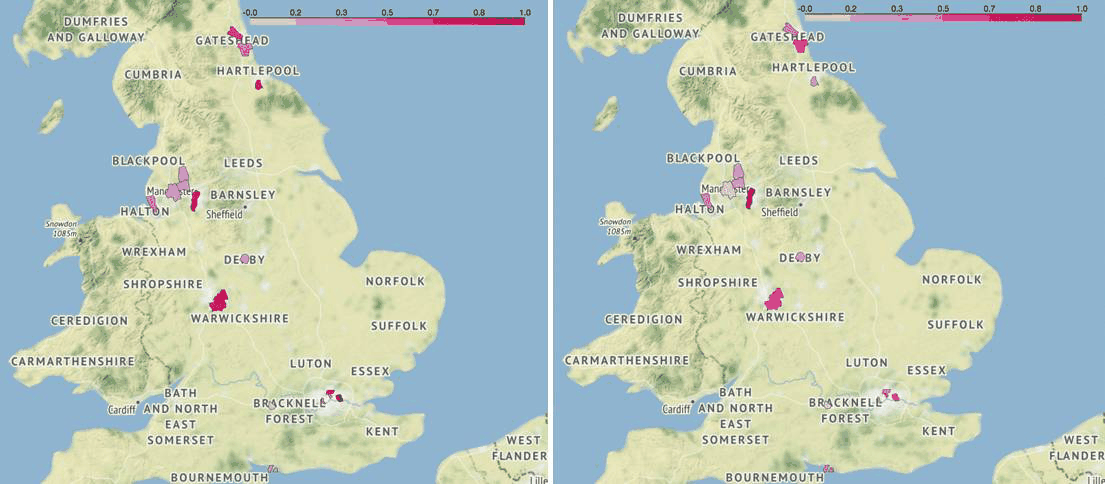 -0.0 0.2 0.3 0.5 0.7 0.8 1.0
DUMFRIES
AND GALLOWAY
GATESHEAD
CUMBRIA
HARTLEPOOL
BLACKPOOL
LEEDS
Manchester
BARNSLEY
HALTON
Sheffield
Snowdon
1085m
WREXHAM
DERBY
SHROPSHIRE
NORFOLK
CEREDIGION
WARWICKSHIRE
SUFFOLK
CARMARTHENSHIRE
LUTON
ESSEX
BATH
AND NORTH
EAST
SOMERSET
Cardiff
BRACKNELL
FOREST
KENT
WEST
FLANDER
Lille
BOURNEMOUTH
-0.0 0.2 0.3 0.5 0.7 0.8 1.0
DUMFRIES
AND GALLOWAY
GATESHEAD
CUMBRIA
HARTLEPOOL
BLACKPOOL
LEEDS
Manchester
BARNSLEY
HALTON
Sheffield
Snowdon
1085m
WREXHAM
DERBY
SHROPSHIRE
NORFOLK
CEREDIGION
WARWICKSHIRE
SUFFOLK
CARMARTHENSHIRE
LUTON
ESSEX
BATH
AND NORTH
EAST
SOMERSET
Cardiff
BRACKNELL
FOREST
KENT
WEST
FLANDERS
Lille
BOURNEMOUTH